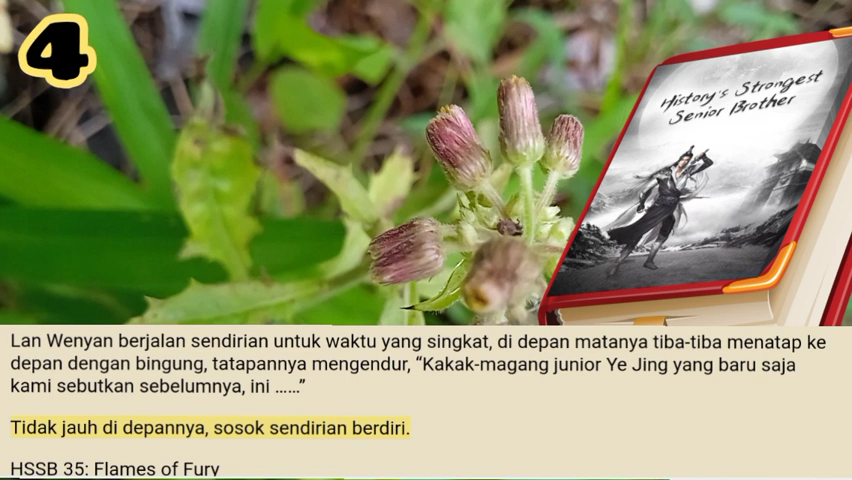 4
History's Strongest
Senior Brother
Lan Wenyan berjalan sendirian untuk waktu yang singkat, di depan matanya tiba-tiba menatap ke
depan dengan bingung, tatapannya mengendur, “Kakak-magang junior Ye Jing yang baru saja
kami sebutkan sebelumnya, ini ……”
Tidak jauh di depannya, sosok sendirian berdiri.
HSSB 35: Flames of Fury